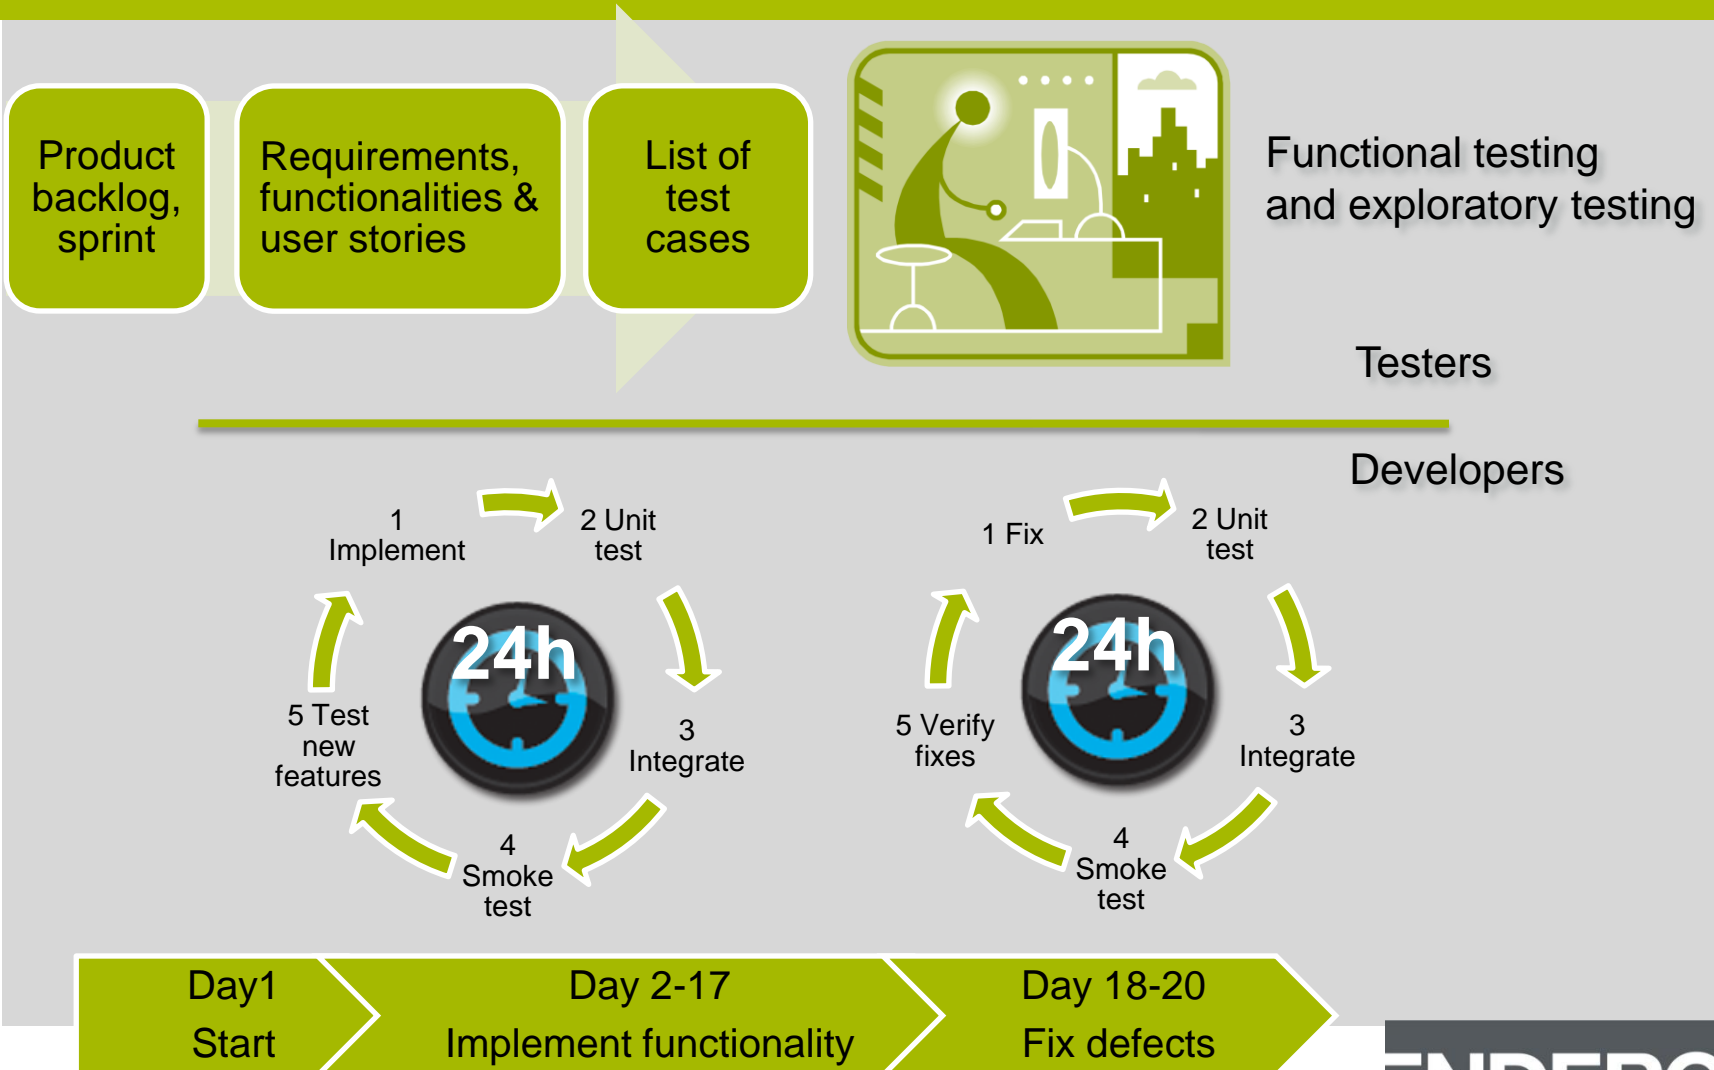 Product
backlog,
sprint
Requirements,
functionalities &
user stories
List of
test
cases
Functional testing
and exploratory testing
Testers
Developers
1
Implement
2 Unit
test
3
Integrate
4
Smoke
test
5 Test
new
features
24h
1 Fix
2 Unit
test
3
Integrate
4
Smoke
test
5 Verify
fixes
24h
Day1
Start
Day 2-17
Implement functionality
Day 18-20
Fix defects